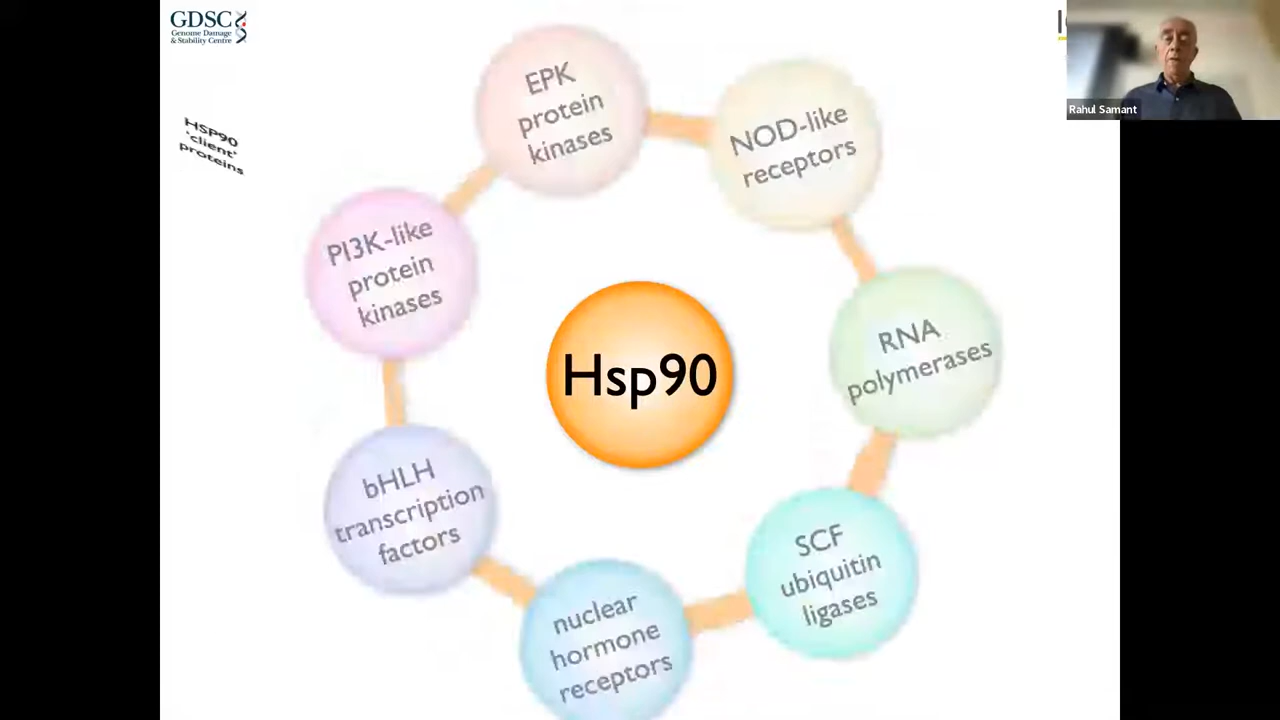 GDSC
Genome Damage
& Stability Centre
Rahul Samant
HSP90
'client'
proteins
EPK
protein
kinases
NOD-like
receptors
PI3K-like
protein
kinases
RNA
polymerases
Hsp90
bHLH
transcription
factors
SCF
ubiquitin
ligases
nuclear
hormone
receptors